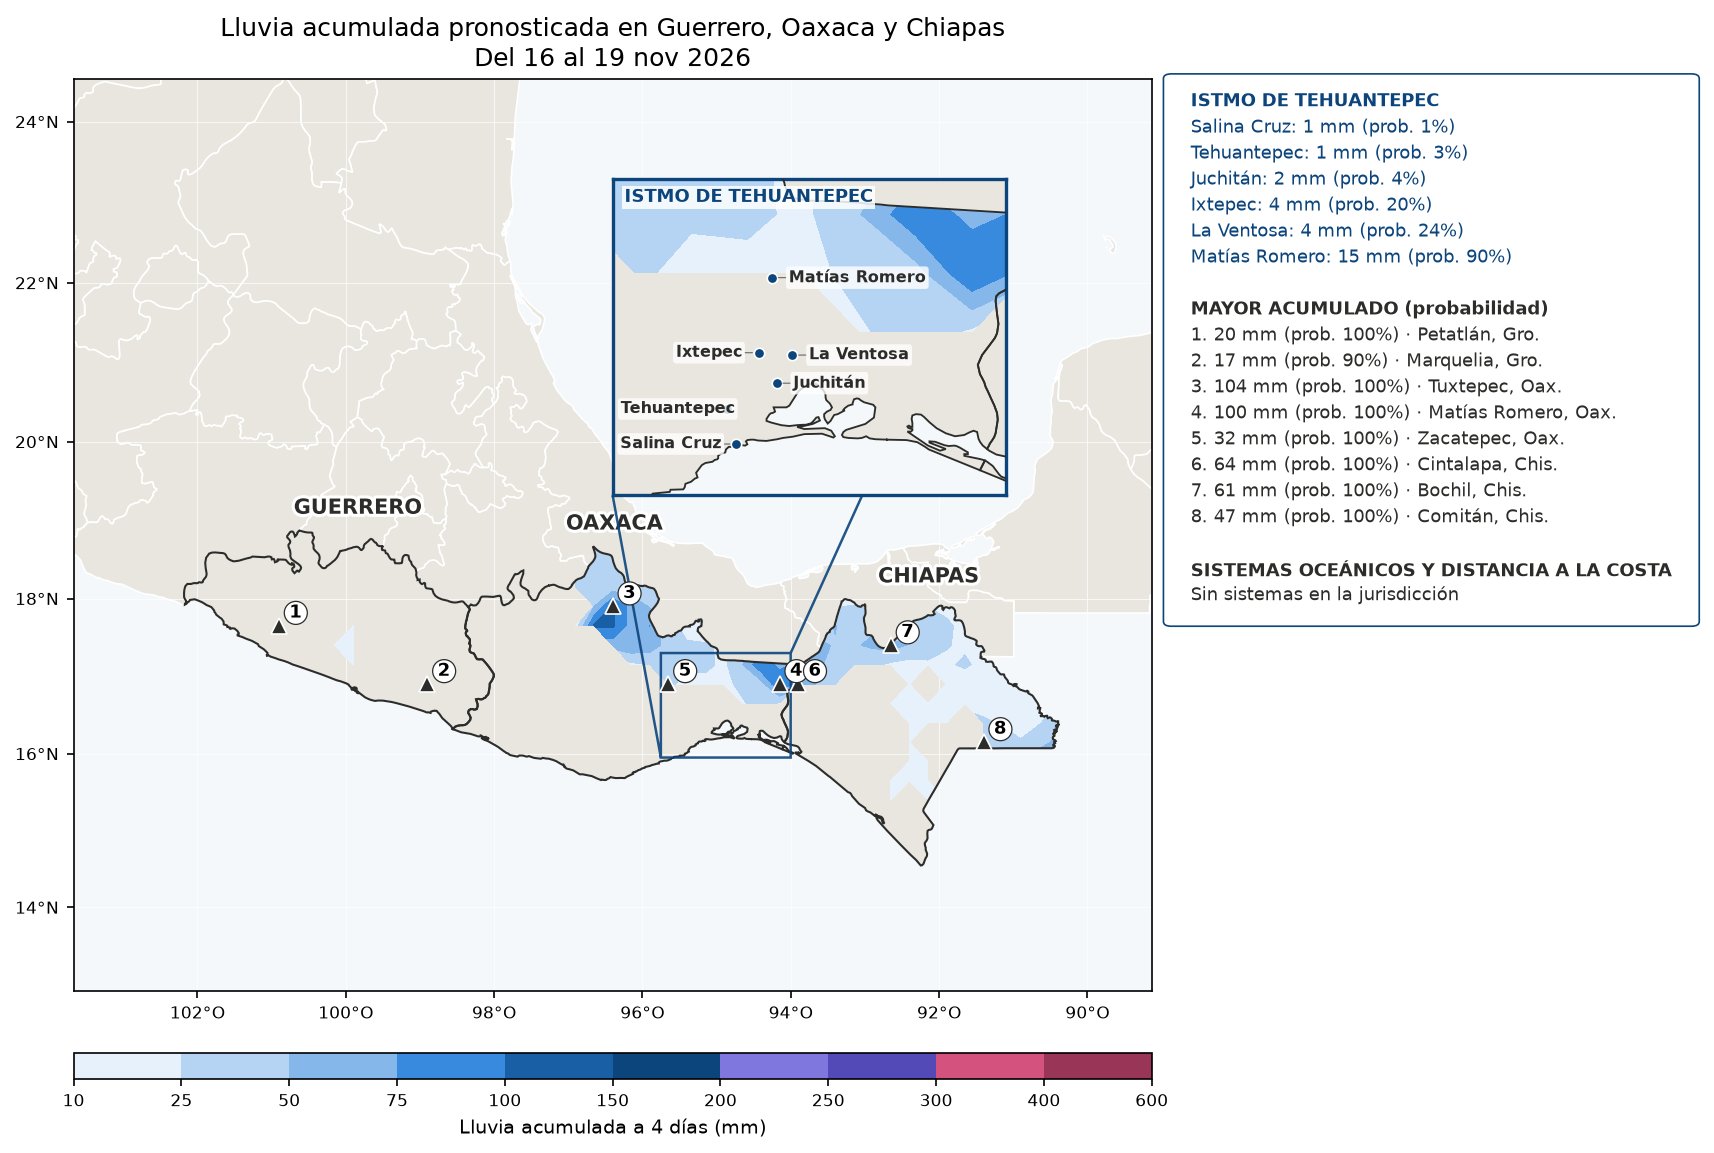 Lluvia acumulada pronosticada en Guerrero, Oaxaca y Chiapas
Del 16 al 19 nov 2026
24°N
22°N
20°N
18°N
16°N
14°N
102°O
100°O
98°O
96°O
94°O
92°O
90°O
ISTMO DE TEHUANTEPEC
Matías Romero
Ixtepec
La Ventosa
Juchitán
Tehuantepec
Salina Cruz
GUERRERO
OAXACA
CHIAPAS
1
2
3
4
5
6
7
8
ISTMO DE TEHUANTEPEC
Salina Cruz: 1 mm (prob. 1%)
Tehuantepec: 1 mm (prob. 3%)
Juchitán: 2 mm (prob. 4%)
Ixtepec: 4 mm (prob. 20%)
La Ventosa: 4 mm (prob. 24%)
Matías Romero: 15 mm (prob. 90%)
MAYOR ACUMULADO (probabilidad)
1. 20 mm (prob. 100%) · Petatlán, Gro.
2. 17 mm (prob. 90%) · Marquelia, Gro.
3. 104 mm (prob. 100%) · Tuxtepec, Oax.
4. 100 mm (prob. 100%) · Matías Romero, Oax.
5. 32 mm (prob. 100%) · Zacatepec, Oax.
6. 64 mm (prob. 100%) · Cintalapa, Chis.
7. 61 mm (prob. 100%) · Bochil, Chis.
8. 47 mm (prob. 100%) · Comitán, Chis.
SISTEMAS OCEÁNICOS Y DISTANCIA A LA COSTA
Sin sistemas en la jurisdicción
10
25
50
75
100
150
200
250
300
400
600
Lluvia acumulada a 4 días (mm)